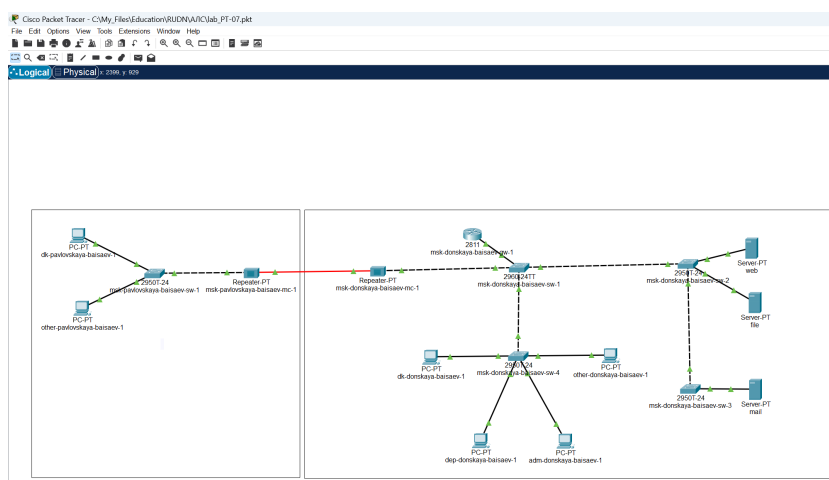 Cisco Packet Tracer - C:\My_Files\Education\RUDN\АЛС\lab_PT-07.pkt
File Edit Options View Tools Extensions Window Help
Logical Physical x: 2399, y: 929
PC-PT
dk-pavlovskaya-baisaev-1
2950T-24
msk-pavlovskaya-baisaev-sw-1
PC-PT
other-pavlovskaya-baisaev-1
Repeater-PT
msk-pavlovskaya-baisaev-mc-1
Repeater-PT
msk-donskaya-baisaev-mc-1
2811
msk-donskaya-baisaev-gw-1
2960-24TT
msk-donskaya-baisaev-sw-1
2950T-24
msk-donskaya-baisaev-sw-2
Server-PT
web
Server-PT
file
PC-PT
dk-donskaya-baisaev-1
2950T-24
msk-donskaya-baisaev-sw-4
PC-PT
other-donskaya-baisaev-1
2950T-24
msk-donskaya-baisaev-sw-3
Server-PT
mail
PC-PT
dep-donskaya-baisaev-1
PC-PT
adm-donskaya-baisaev-1